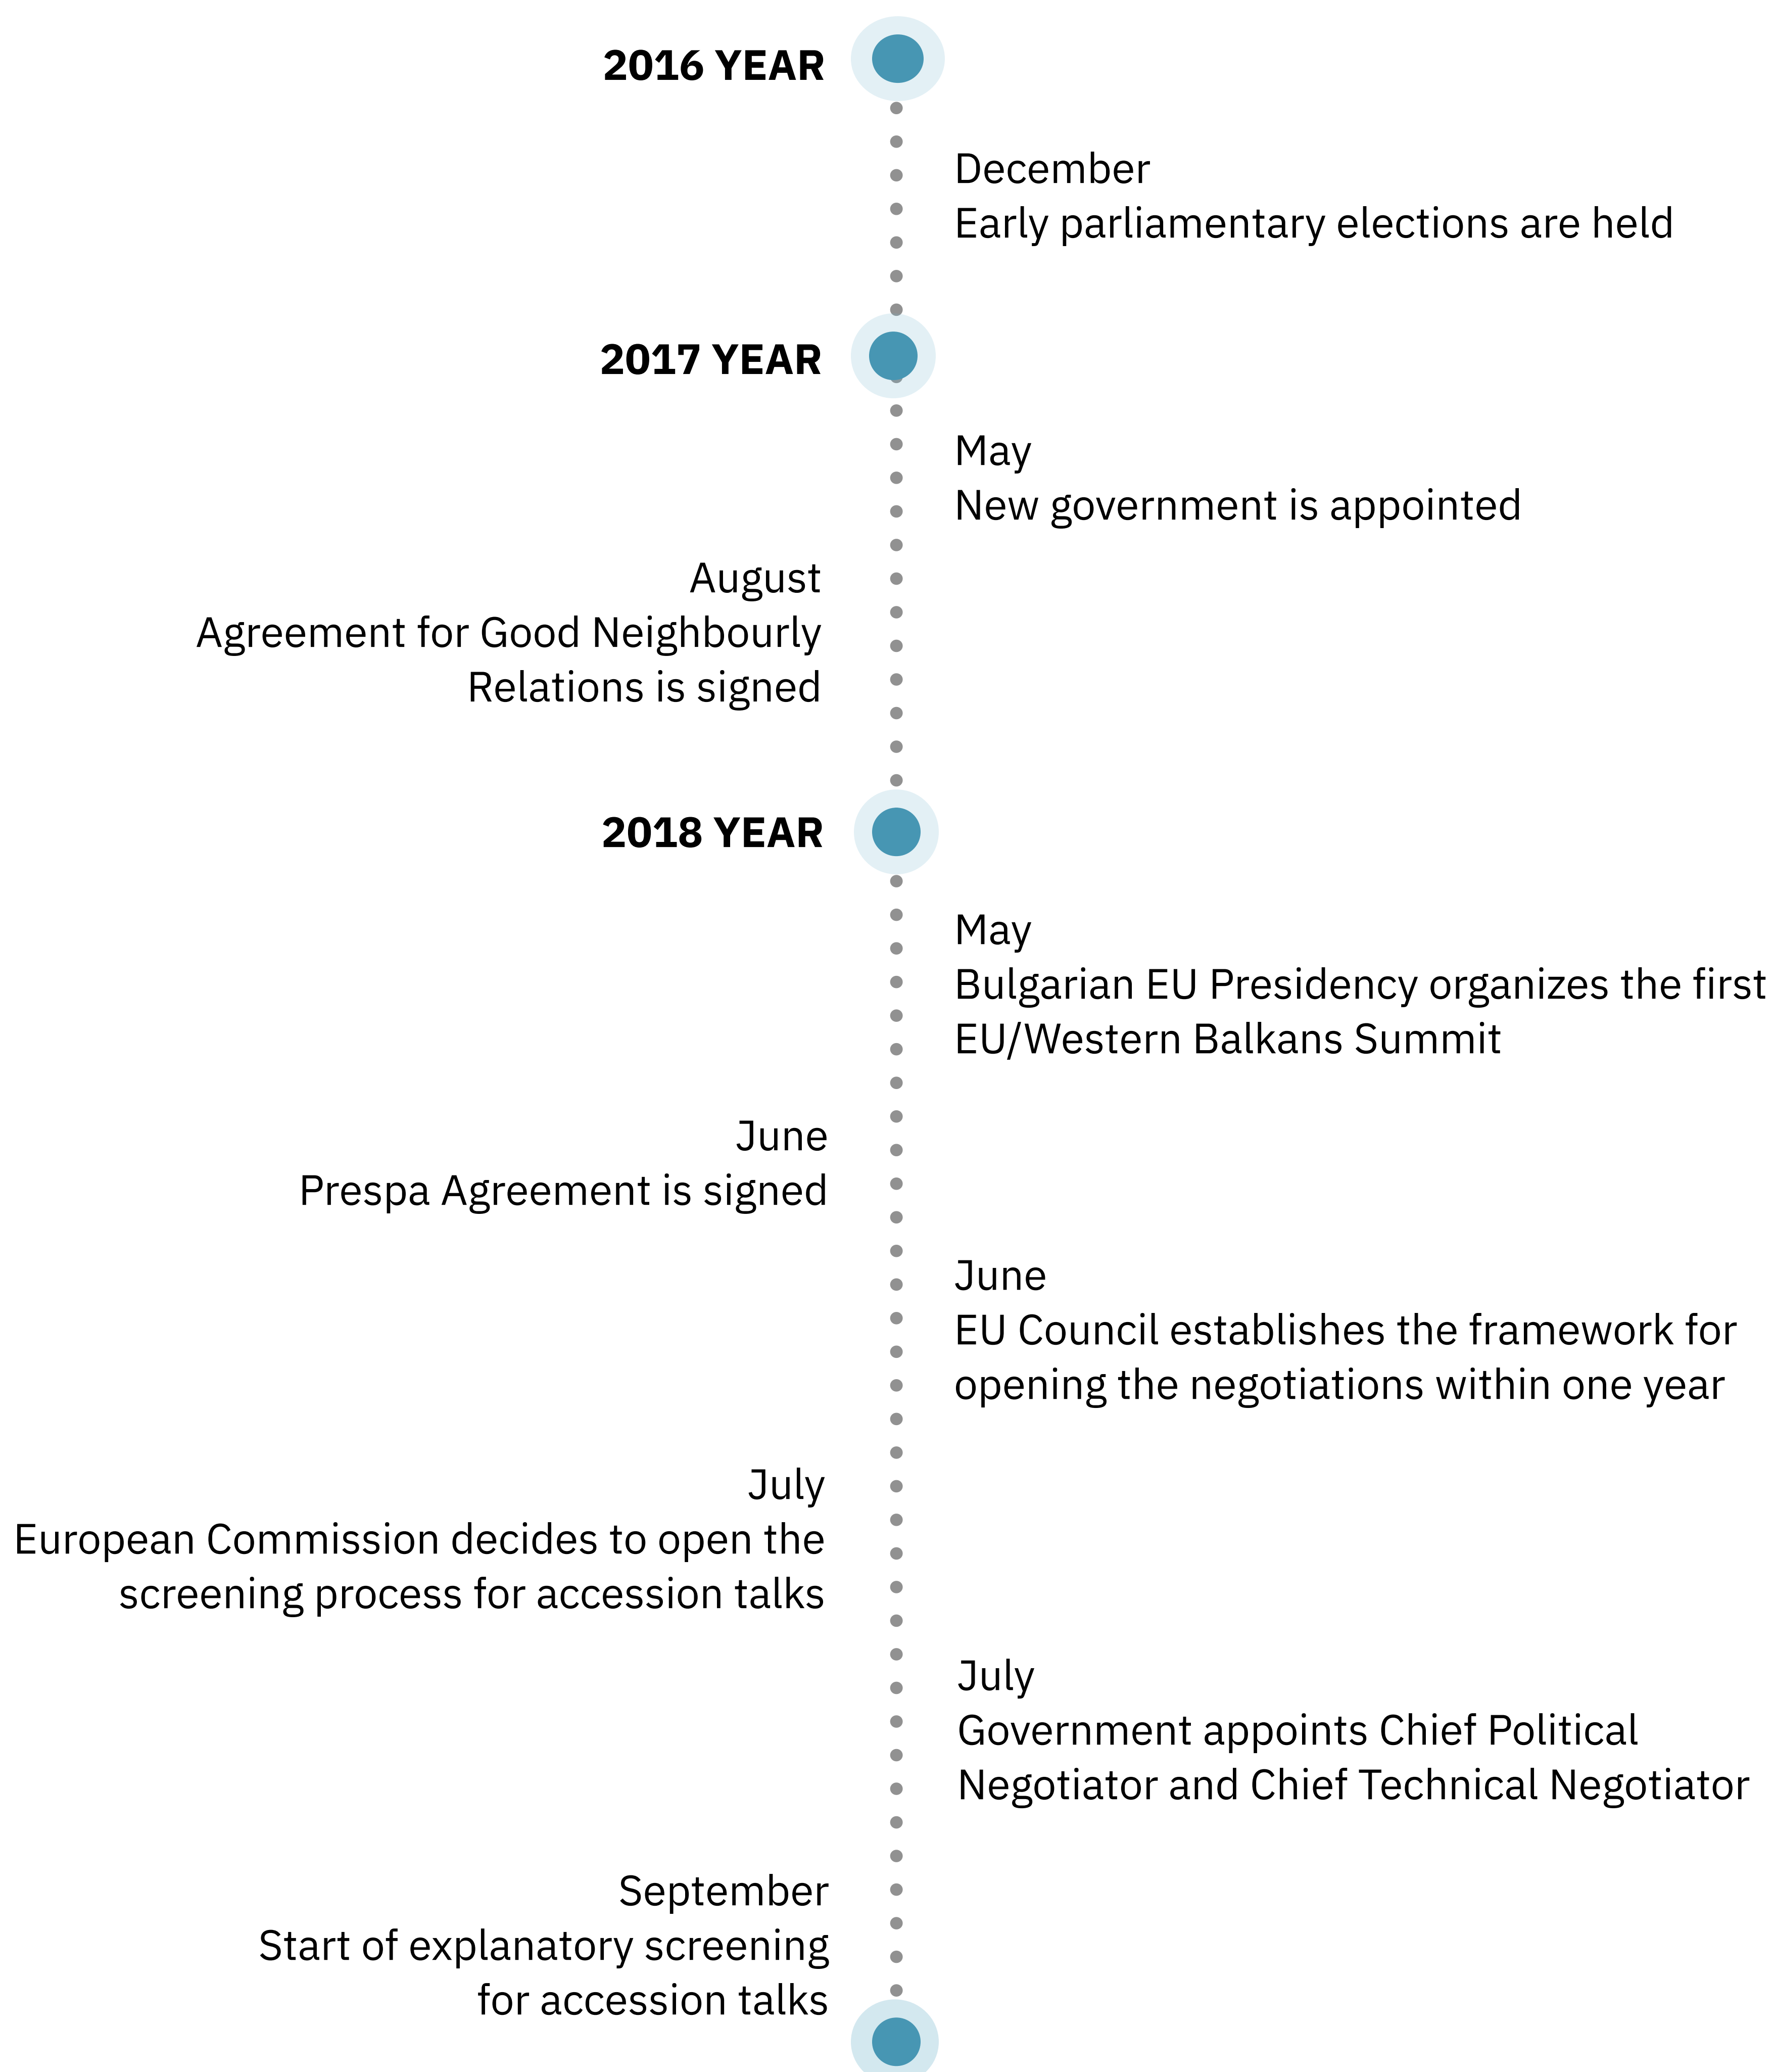 2016 YEAR
December
Early parliamentary elections are held
2017 YEAR
May
New government is appointed
August
Agreement for Good Neighbourly
Relations is signed
2018 YEAR
May
Bulgarian EU Presidency organizes the first
EU/Western Balkans Summit
June
Prespa Agreement is signed
June
EU Council establishes the framework for
opening the negotiations within one year
July
European Commission decides to open the
screening process for accession talks
July
Government appoints Chief Political
Negotiator and Chief Technical Negotiator
September
Start of explanatory screening
for accession talks